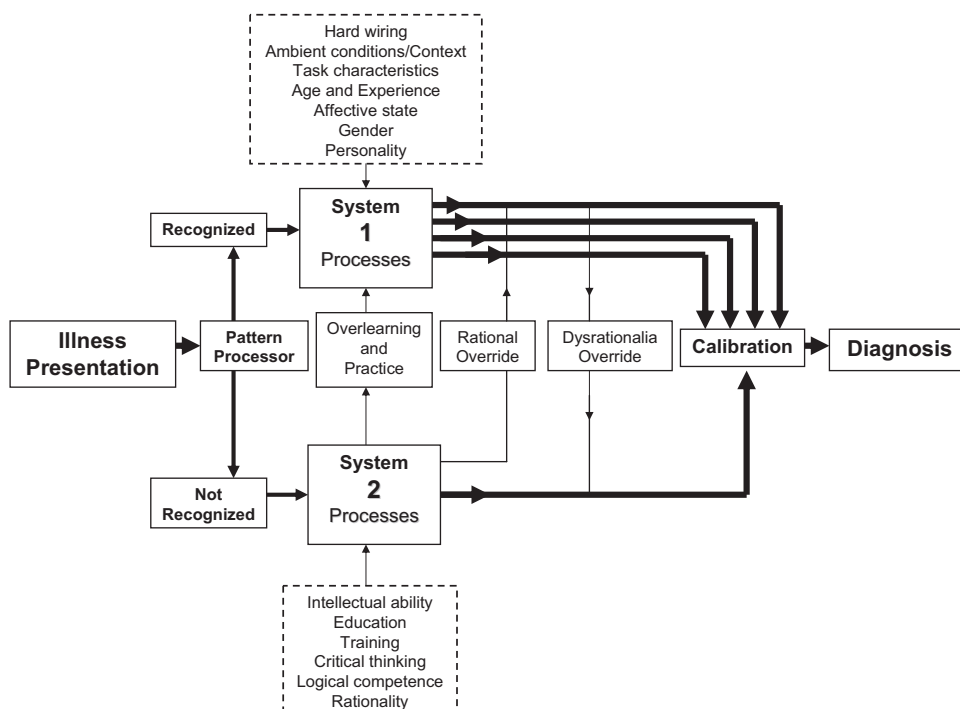 Hard wiring
Ambient conditions/Context
Task characteristics
Age and Experience
Affective state
Gender
Personality
System
1
Processes
Recognized
Illness
Presentation
Pattern
Processor
Overlearning
and
Practice
Rational
Override
Dysrationalia
Override
Calibration
Diagnosis
Not
Recognized
System
2
Processes
Intellectual ability
Education
Training
Critical thinking
Logical competence
Rationality